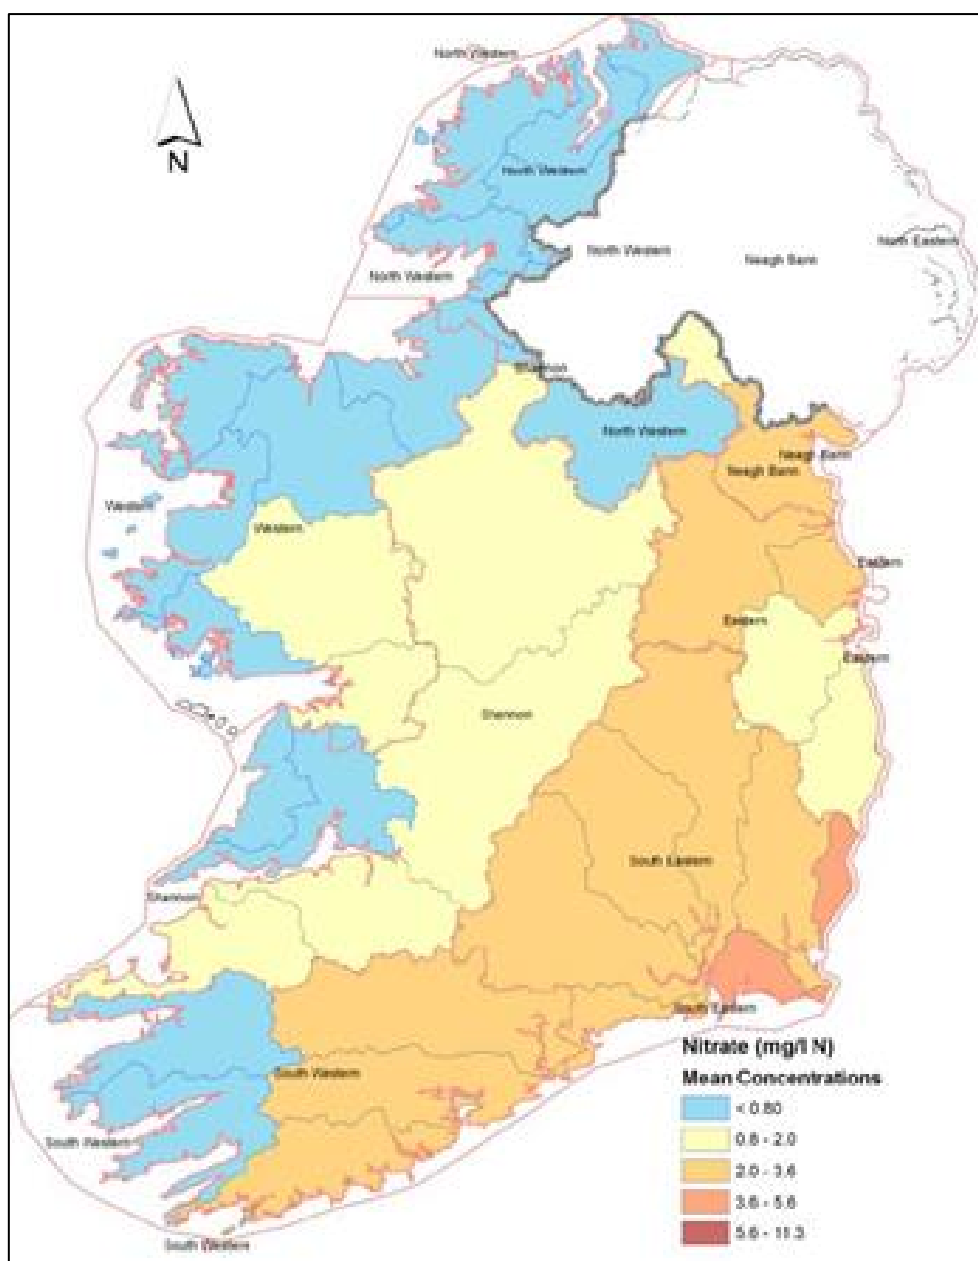 North Western
N
North Western
North Western
Neagh Bann
North Eastern
North Western
Shannon
North Western
Neagh Bann
Neagh Bann
Western
Western
Eastern
Eastern
Eastern
Shannon
South Eastern
Shannon
South Eastern
South Western
South Western
South Western
Nitrate (mg/l N)
Mean Concentrations
< 0.80
0.8 - 2.0
2.0 - 3.6
3.6 - 5.6
5.6 - 11.3